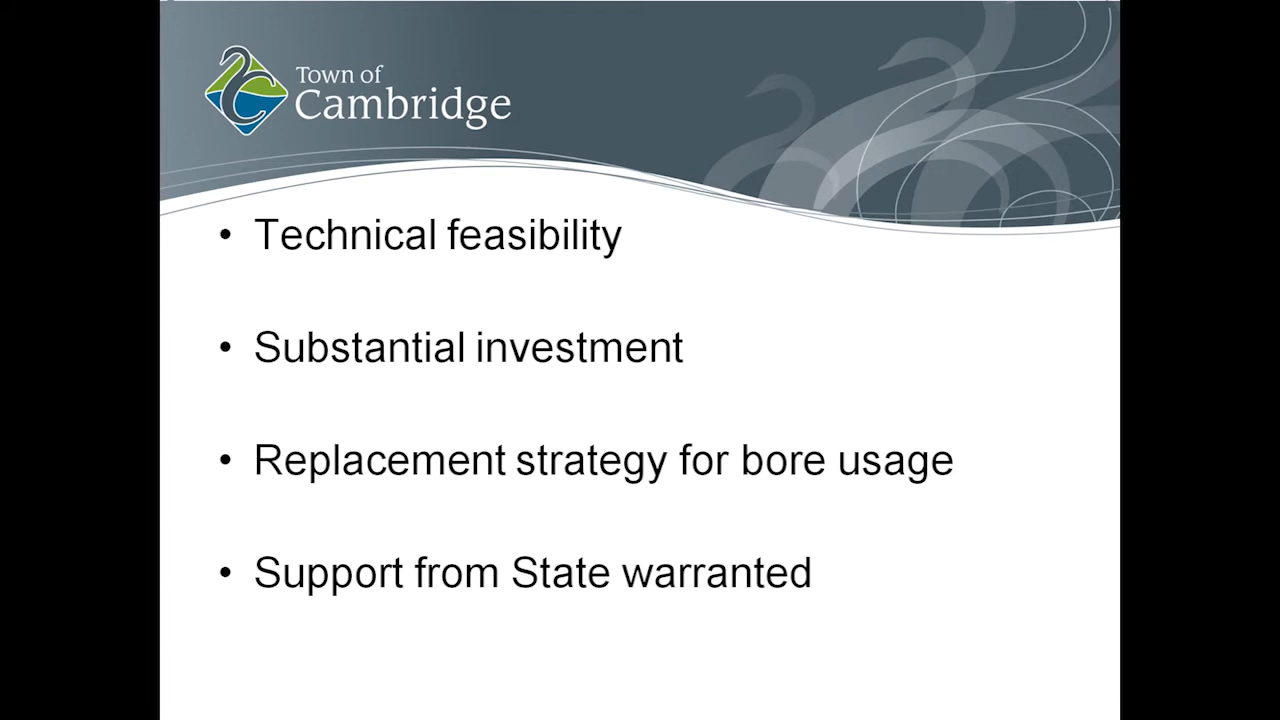 Town of
Cambridge
• Technical feasibility
• Substantial investment
• Replacement strategy for bore usage
• Support from State warranted